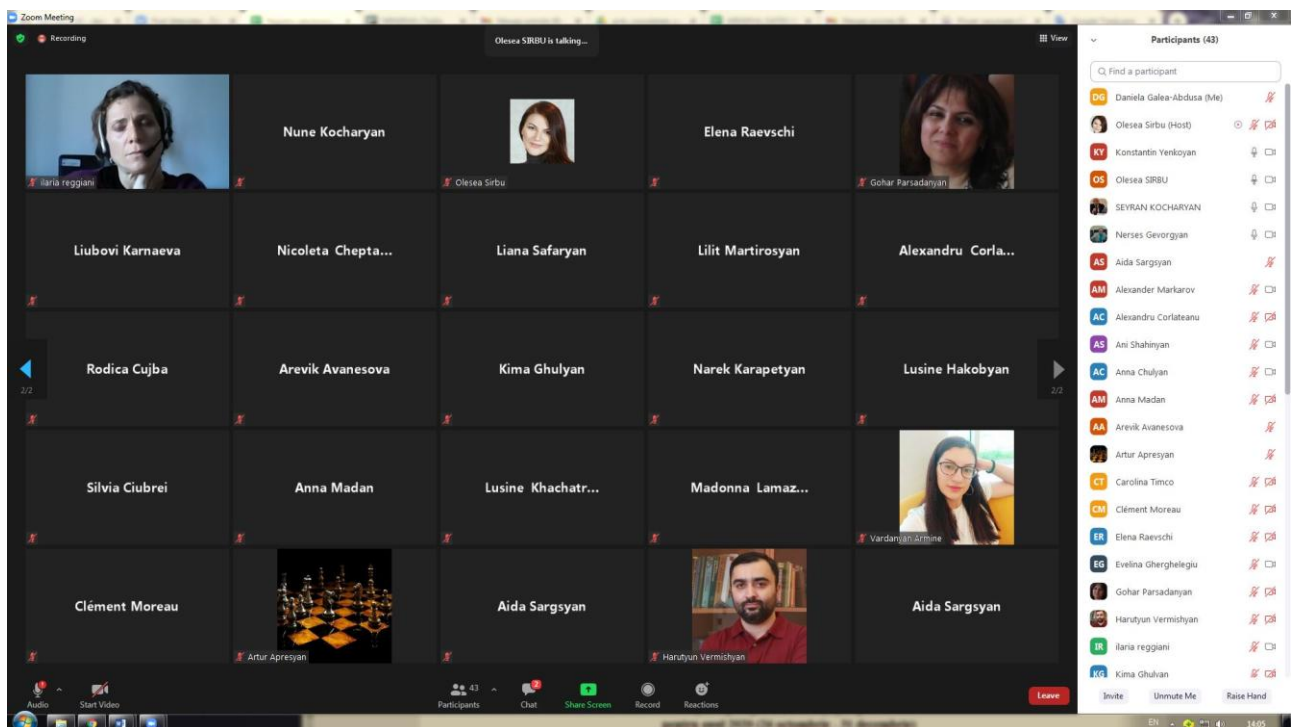 Zoom Meeting
Recording
Olesea SIRBU is talking...
View
ilaria reggiani
Nune Kocharyan
Olesea Sirbu
Elena Raevschi
Gohar Parsadanyan
Liubovi Karnaeva
Nicoleta Chepta...
Liana Safaryan
Lilit Martirosyan
Alexandru Corla...
2/2
Rodica Cujba
Arevik Avanesova
Kima Ghulyan
Narek Karapetyan
Lusine Hakobyan
2/2
Silvia Ciubrei
Anna Madan
Lusine Khachatr...
Madonna Lamaz...
Vardanyan Armine
Clément Moreau
Artur Apresyan
Aida Sargsyan
Harutyun Vermishyan
Aida Sargsyan
Audio
Start Video
Participants
43
Chat
2
Share Screen
Record
Reactions
Leave
Participants (43)
Find a participant
DG Daniela Galea-Abdusa (Me)
Olesea Sirbu (Host)
KY Konstantin Yenkoyan
OS Olesea SIRBU
SEYRAN KOCHARYAN
Nerses Gevorgyan
AS Aida Sargsyan
AM Alexander Markarov
AC Alexandru Corlateanu
AS Ani Shahinyan
AC Anna Chulyan
AM Anna Madan
AA Arevik Avanesova
Artur Apresyan
CT Carolina Timco
CM Clément Moreau
ER Elena Raevschi
EG Evelina Gherghelegiu
Gohar Parsadanyan
Harutyun Vermishyan
IR ilaria reggiani
KG Kima Ghulyan
Invite
Unmute Me
Raise Hand
EN
14:05